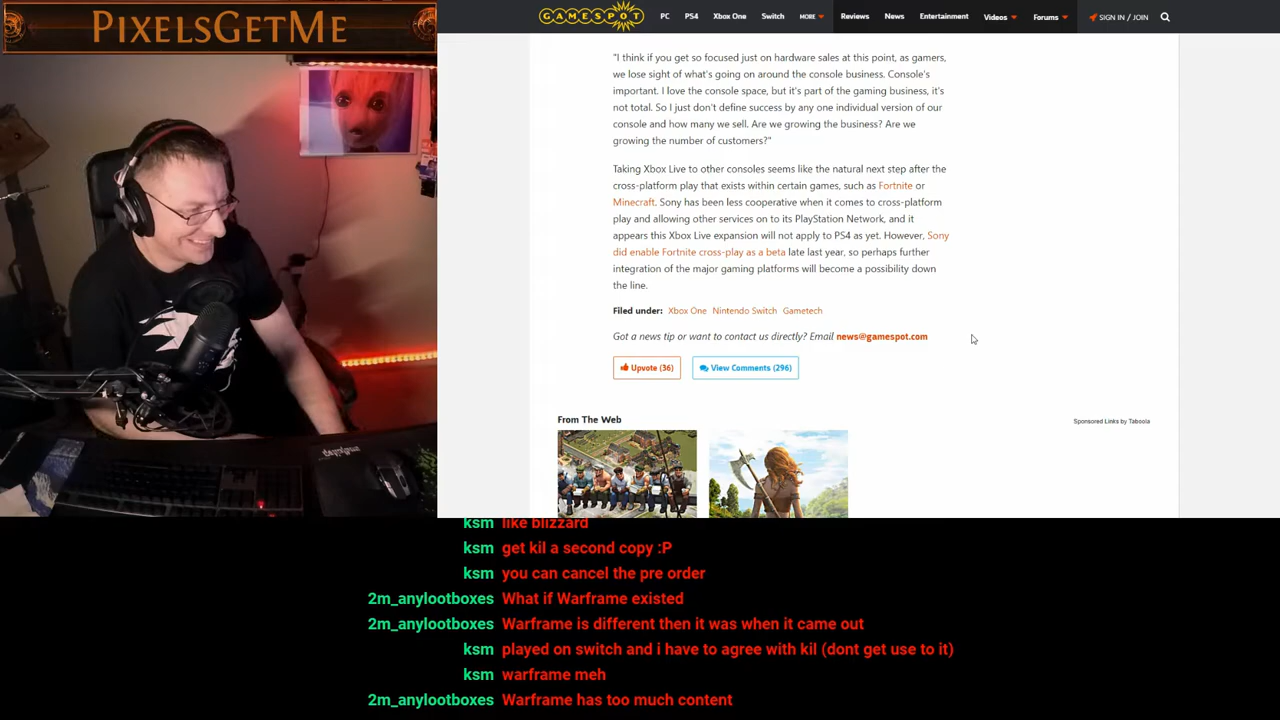 PIXELSGETME
GAMESPOT
PC PS4 Xbox One Switch MORE Reviews News Entertainment Videos Forums SIGN IN / JOIN
"I think if you get so focused just on hardware sales at this point, as gamers,
we lose sight of what's going on around the console business. Console's
important. I love the console space, but it's part of the gaming business, it's
not total. So I just don't define success by any one individual version of our
console and how many we sell. Are we growing the business? Are we
growing the number of customers?"
Taking Xbox Live to other consoles seems like the natural next step after the
cross-platform play that exists within certain games, such as Fortnite or
Minecraft. Sony has been less cooperative when it comes to cross-platform
play and allowing other services on to its PlayStation Network, and it
appears this Xbox Live expansion will not apply to PS4 as yet. However, Sony
did enable Fortnite cross-play as a beta late last year, so perhaps further
integration of the major gaming platforms will become a possibility down
the line.
Filed under: Xbox One Nintendo Switch Gametech
Got a news tip or want to contact us directly? Email news@gamespot.com
Upvote (36) View Comments (296)
From The Web
Sponsored Links by Taboola
ksm like blizzard
ksm get kil a second copy :P
ksm you can cancel the pre order
2m_anylootboxes What if Warframe existed
2m_anylootboxes Warframe is different then it was when it came out
ksm played on switch and i have to agree with kil (dont get use to it)
ksm warframe meh
2m_anylootboxes Warframe has too much content